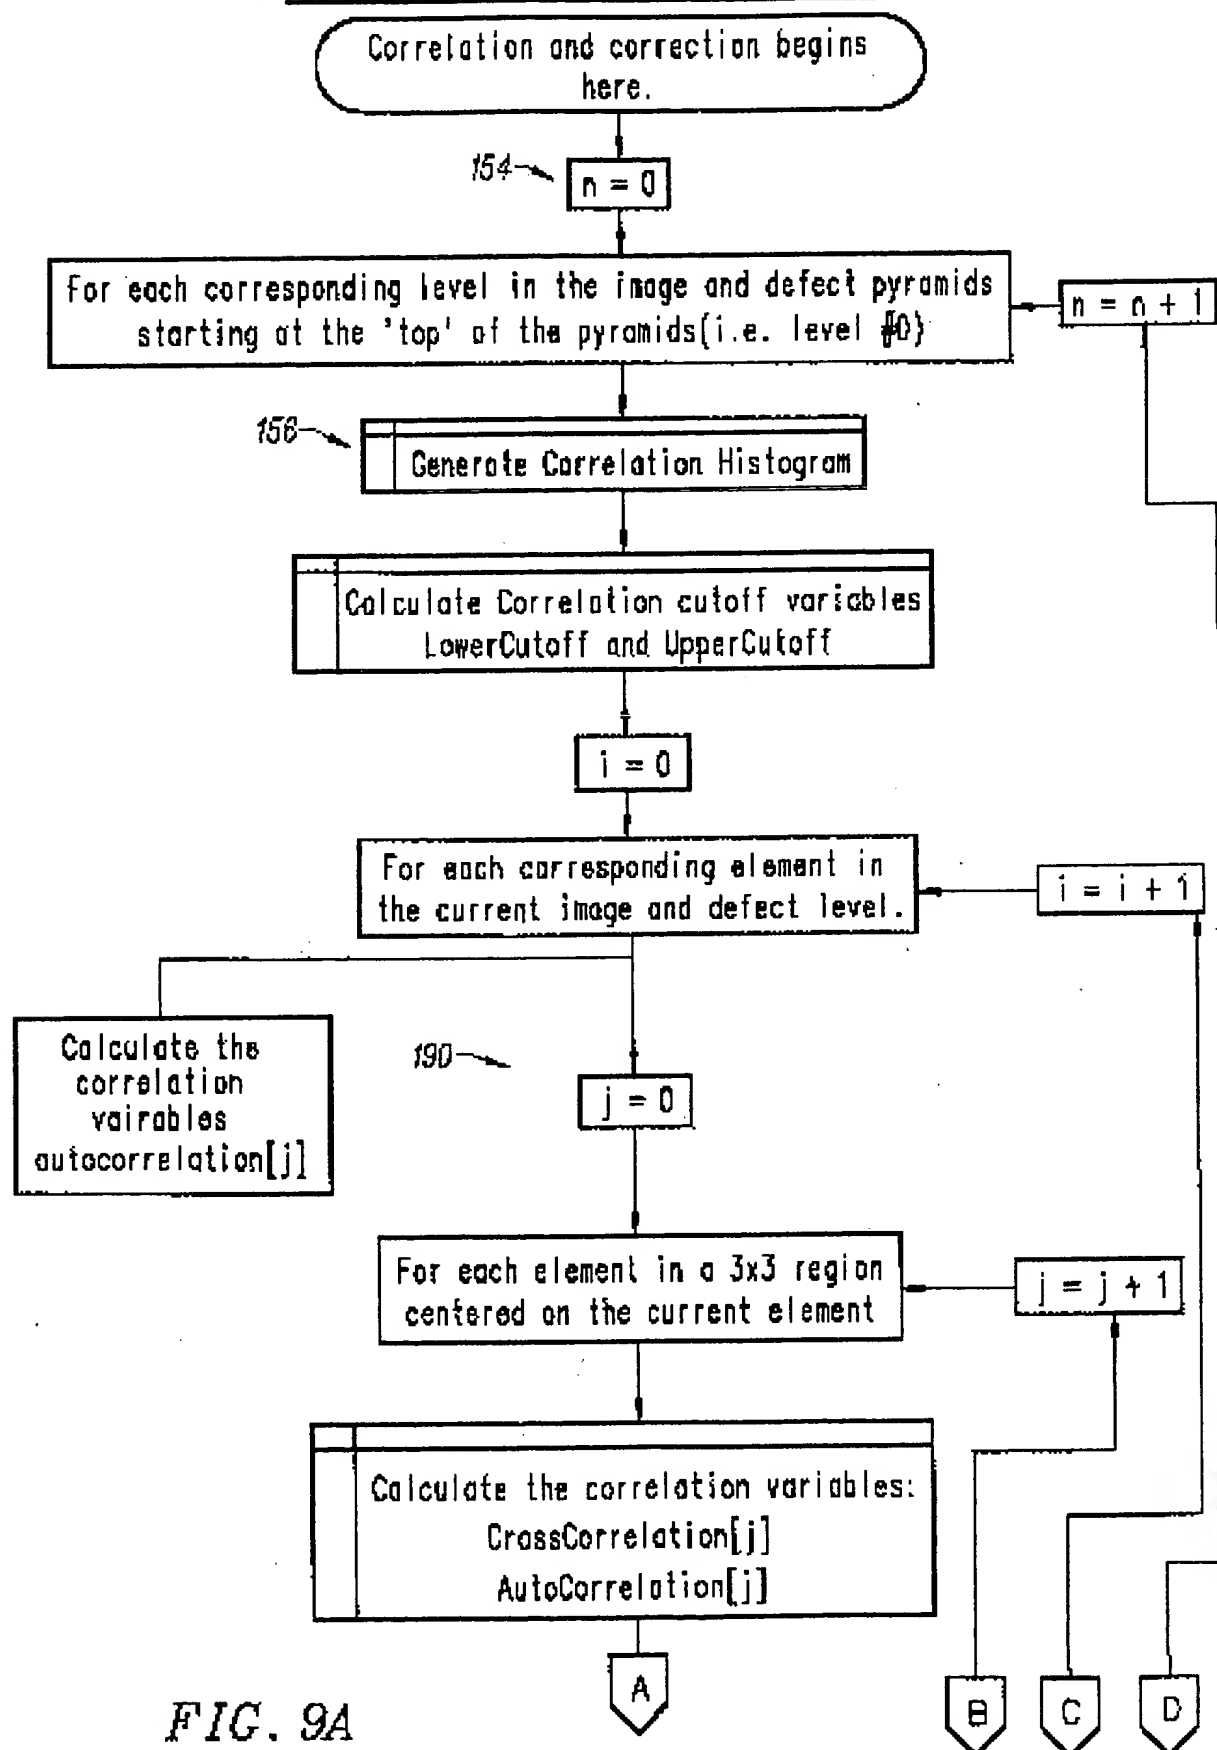 Correlation and correction begins
here.
154
n = 0
For each corresponding level in the image and defect pyramids
starting at the 'top' of the pyramids(i.e. level #0)
n = n + 1
156
Generate Correlation Histogram
Calculate Correlation cutoff variables
LowerCutoff and UpperCutoff
i = 0
For each corresponding element in
the current image and defect level.
i = i + 1
Calculate the
correlation
vairables
autocorrelation[j]
190
j = 0
For each element in a 3x3 region
centered on the current element
j = j + 1
Calculate the correlation variables:
CrossCorrelation[j]
AutoCorrelation[j]
A
B
C
D
FIG. 9A